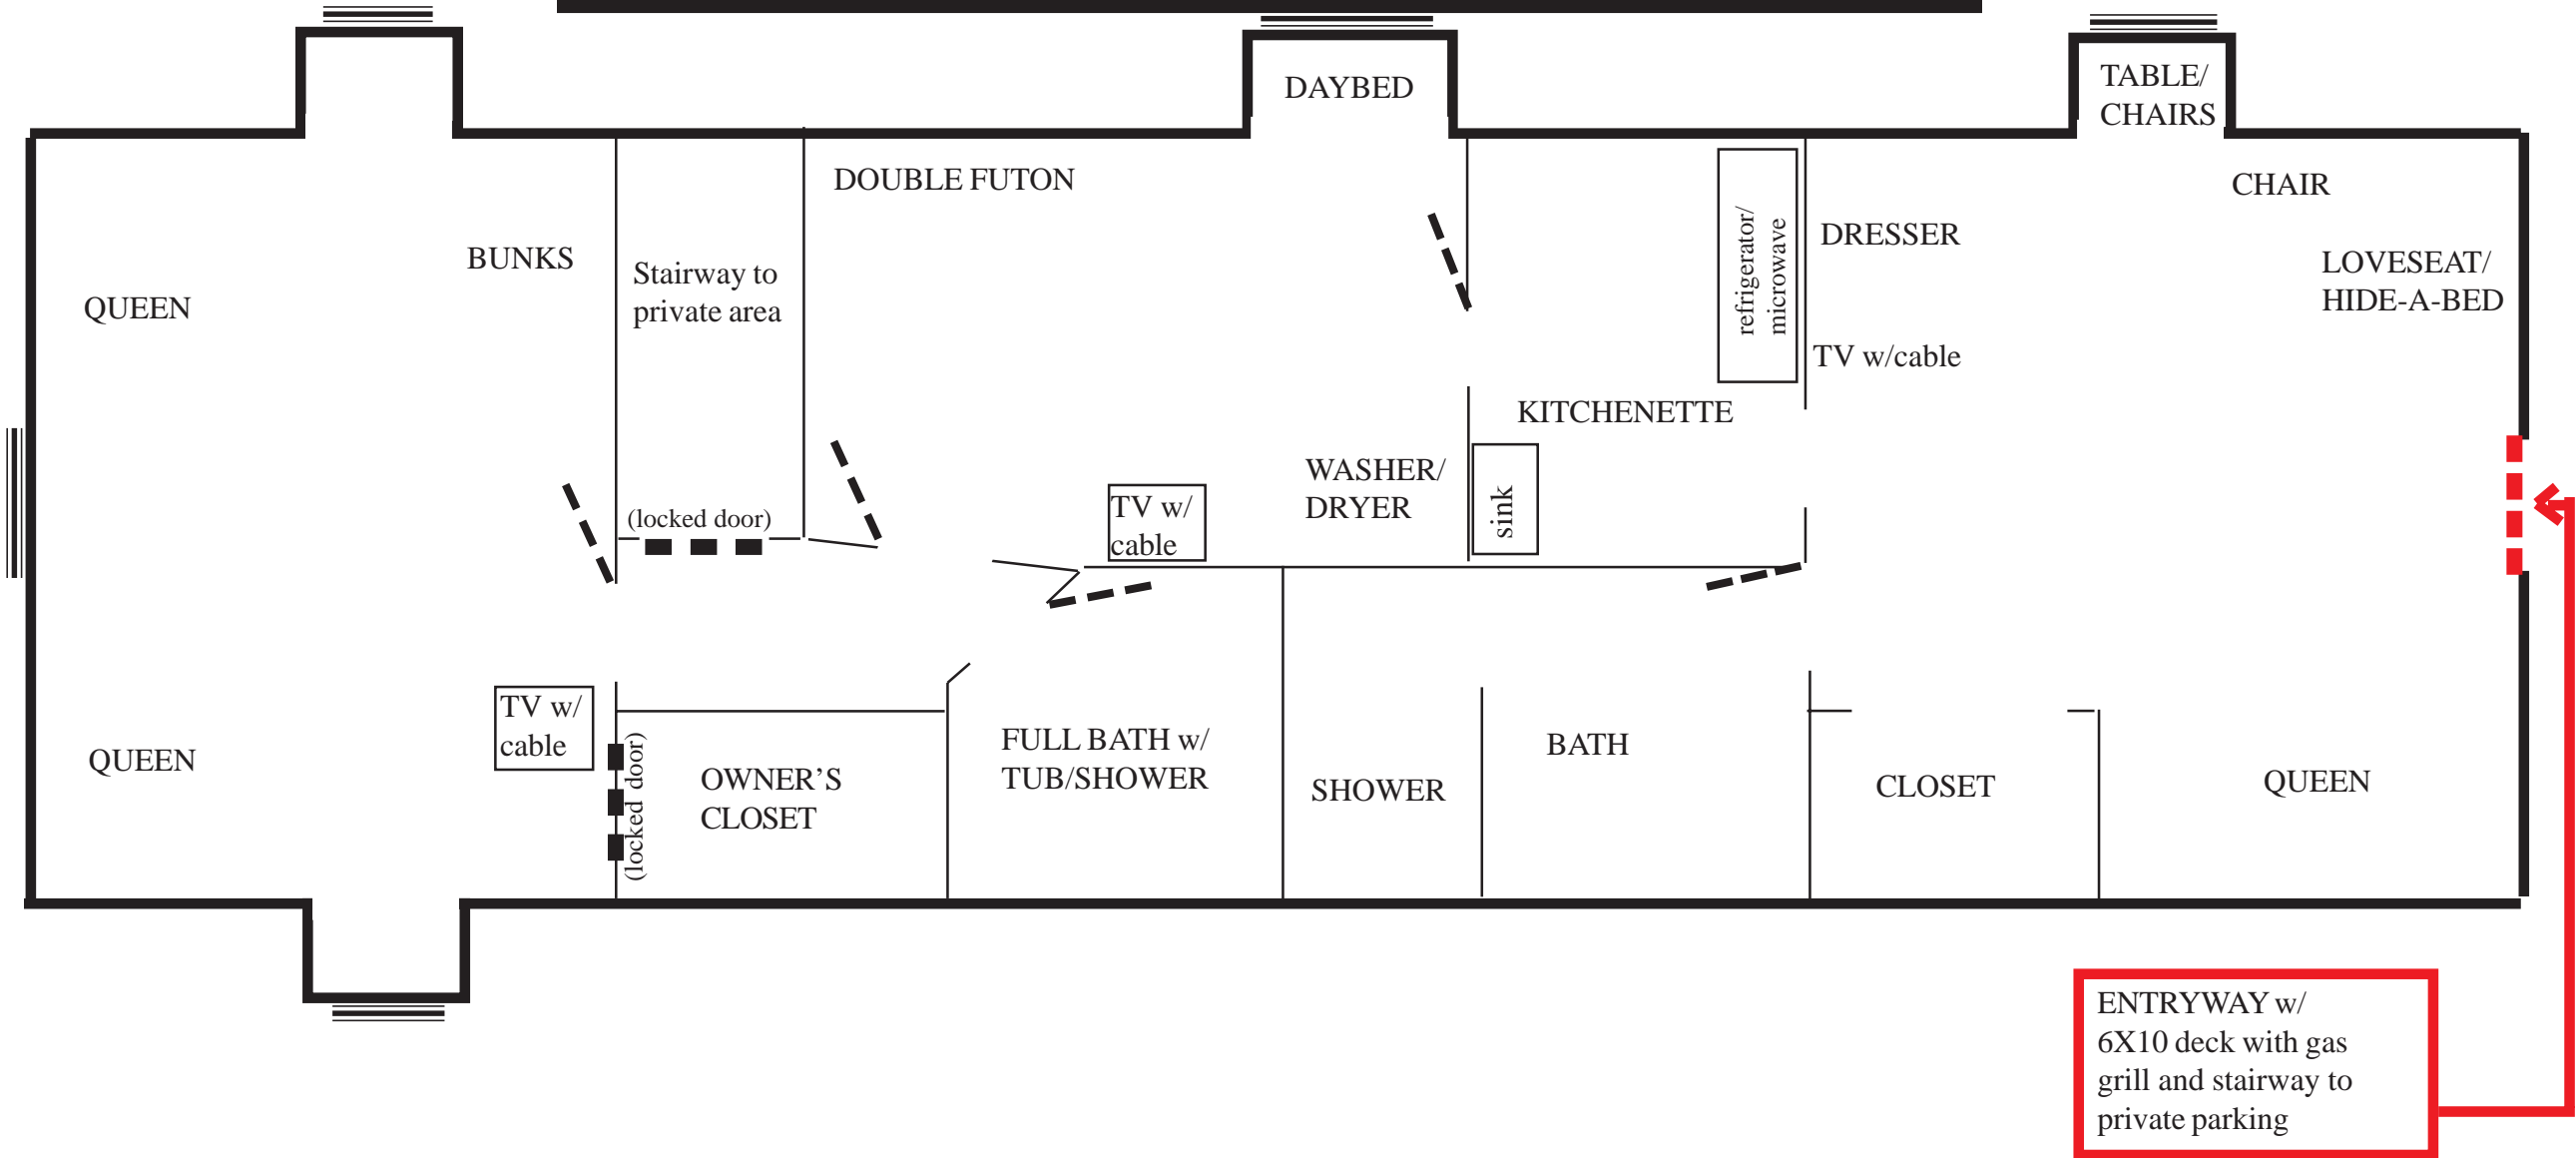 DAYBED
TABLE/
CHAIRS
DOUBLE FUTON
CHAIR
BUNKS
Stairway to
private area
refrigerator/
microwave
DRESSER
LOVESEAT/
HIDE-A-BED
QUEEN
TV w/cable
KITCHENETTE
WASHER/
DRYER
sink
(locked door)
TV w/
cable
TV w/
cable
(locked door)
QUEEN
OWNER’S
CLOSET
FULL BATH w/
TUB/SHOWER
SHOWER
BATH
CLOSET
QUEEN
ENTRYWAY w/
6X10 deck with gas
grill and stairway to
private parking